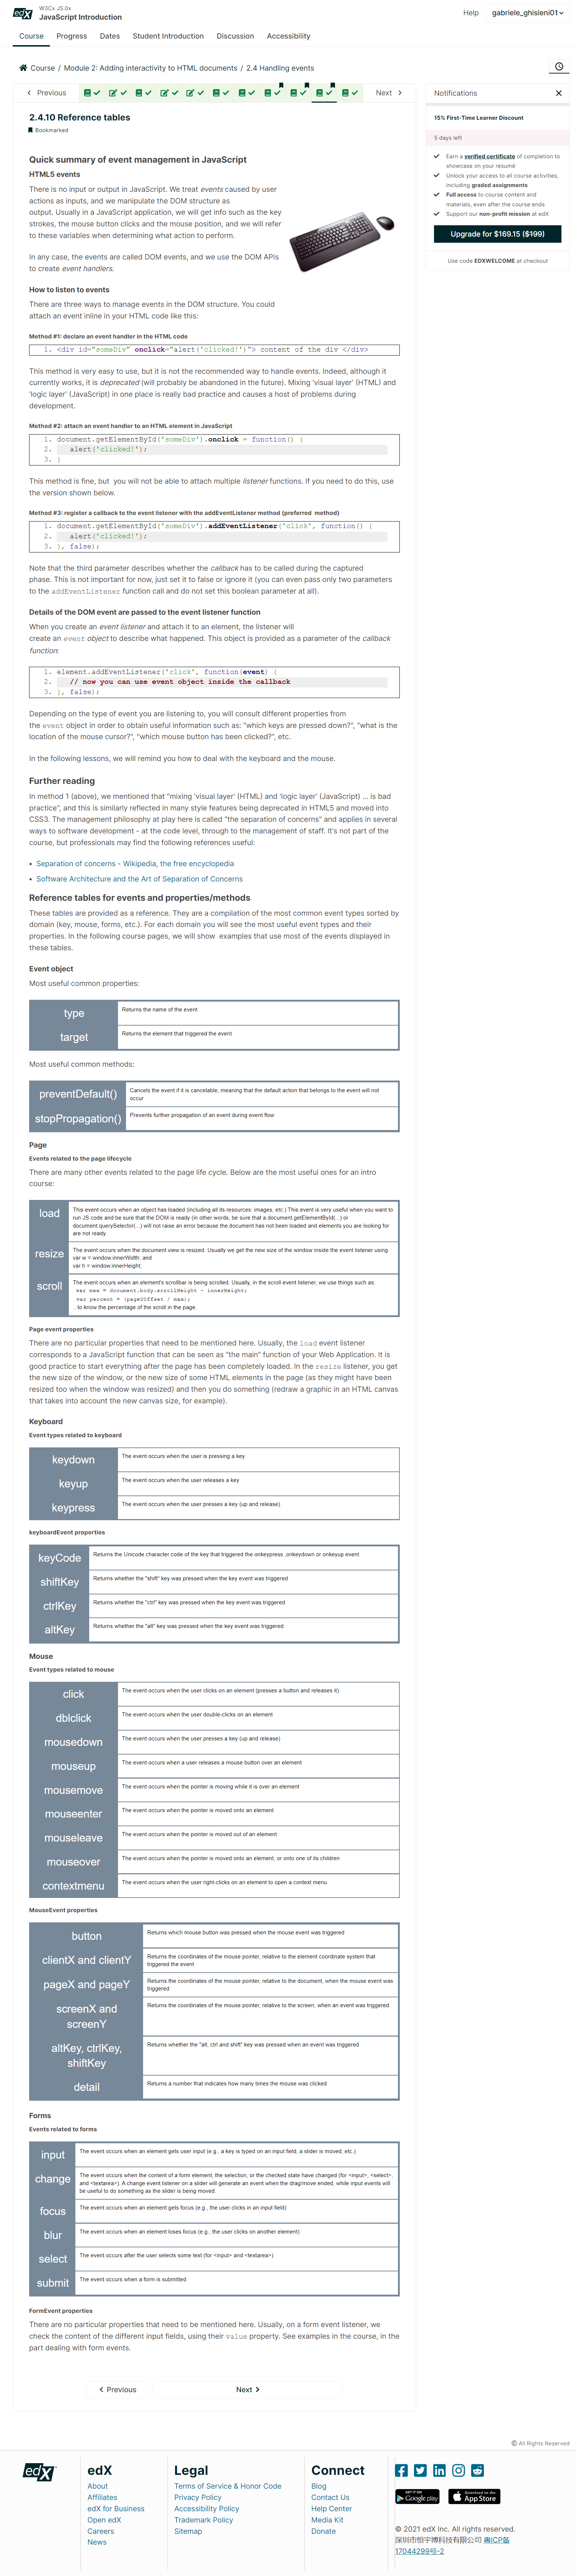 edX
W3Cx JS.0x
JavaScript Introduction
Help
gabriele_ghisleni01
Course
Progress
Dates
Student Introduction
Discussion
Accessibility
Course / Module 2: Adding interactivity to HTML documents / 2.4 Handling events
Previous
Next
2.4.10 Reference tables
Bookmarked
Quick summary of event management in JavaScript
HTML5 events
There is no input or output in JavaScript. We treat events caused by user
actions as inputs, and we manipulate the DOM structure as
output. Usually in a JavaScript application, we will get info such as the key
strokes, the mouse button clicks and the mouse position, and we will refer
to these variables when determining what action to perform.
In any case, the events are called DOM events, and we use the DOM APIs
to create event handlers.
How to listen to events
There are three ways to manage events in the DOM structure. You could
attach an event inline in your HTML code like this:
Method #1: declare an event handler in the HTML code
1. <div id="someDiv" onclick="alert('clicked!')"> content of the div </div>
This method is very easy to use, but it is not the recommended way to handle events. Indeed, although it
currently works, it is deprecated (will probably be abandoned in the future). Mixing 'visual layer' (HTML) and
'logic layer' (JavaScript) in one place is really bad practice and causes a host of problems during
development.
Method #2: attach an event handler to an HTML element in JavaScript
1. document.getElementById('someDiv').onclick = function() {
2. alert('clicked!');
3. }
This method is fine, but you will not be able to attach multiple listener functions. If you need to do this, use
the version shown below.
Method #3: register a callback to the event listener with the addEventListener method (preferred method)
1. document.getElementById('someDiv').addEventListener('click', function() {
2. alert('clicked!');
3. }, false);
Note that the third parameter describes whether the callback has to be called during the captured
phase. This is not important for now, just set it to false or ignore it (you can even pass only two parameters
to the addEventListener function call and do not set this boolean parameter at all).
Details of the DOM event are passed to the event listener function
When you create an event listener and attach it to an element, the listener will
create an event object to describe what happened. This object is provided as a parameter of the callback
function:
1. element.addEventListener('click', function(event) {
2. // now you can use event object inside the callback
3. }, false);
Depending on the type of event you are listening to, you will consult different properties from
the event object in order to obtain useful information such as: "which keys are pressed down?", "what is the
location of the mouse cursor?", "which mouse button has been clicked?", etc.
In the following lessons, we will remind you how to deal with the keyboard and the mouse.
Further reading
In method 1 (above), we mentioned that "mixing 'visual layer' (HTML) and 'logic layer' (JavaScript) ... is bad
practice", and this is similarly reflected in many style features being deprecated in HTML5 and moved into
CSS3. The management philosophy at play here is called "the separation of concerns" and applies in several
ways to software development - at the code level, through to the management of staff. It's not part of the
course, but professionals may find the following references useful:
• Separation of concerns - Wikipedia, the free encyclopedia
• Software Architecture and the Art of Separation of Concerns
Reference tables for events and properties/methods
These tables are provided as a reference. They are a compilation of the most common event types sorted by
domain (key, mouse, forms, etc.). For each domain you will see the most useful event types and their
properties. In the following course pages, we will show examples that use most of the events displayed in
these tables.
Event object
Most useful common properties:
type
Returns the name of the event
target
Returns the element that triggered the event
Most useful common methods:
preventDefault()
Cancels the event if it is cancelable, meaning that the default action that belongs to the event will not
occur
stopPropagation()
Prevents further propagation of an event during event flow
Page
Events related to the page lifecycle
There are many other events related to the page life cycle. Below are the most useful ones for an intro
course:
load
This event occurs when an object has loaded (including all its resources: images, etc.) This event is very useful when you want to
run JS code and be sure that the DOM is ready (in other words, be sure that a document.getElementById(...) or
document.querySelector(...) will not raise an error because the document has not been loaded and elements you are looking for
are not ready.
resize
The event occurs when the document view is resized. Usually we get the new size of the window inside the event listener using
var w = window.innerWidth; and
var h = window.innerHeight;
scroll
The event occurs when an element's scrollbar is being scrolled. Usually, in the scroll event listener, we use things such as:
var max = document.body.scrollHeight - innerHeight;
var percent = (pageYOffset / max);
...to know the percentage of the scroll in the page.
Page event properties
There are no particular properties that need to be mentioned here. Usually, the load event listener
corresponds to a JavaScript function that can be seen as "the main" function of your Web Application. It is
good practice to start everything after the page has been completely loaded. In the resize listener, you get
the new size of the window, or the new size of some HTML elements in the page (as they might have been
resized too when the window was resized) and then you do something (redraw a graphic in an HTML canvas
that takes into account the new canvas size, for example).
Keyboard
Event types related to keyboard
keydown
The event occurs when the user is pressing a key
keyup
The event occurs when the user releases a key
keypress
The event occurs when the user presses a key (up and release)
keyboardEvent properties
keyCode
Returns the Unicode character code of the key that triggered the onkeypress ,onkeydown or onkeyup event
shiftKey
Returns whether the "shift" key was pressed when the key event was triggered
ctrlKey
Returns whether the "ctrl" key was pressed when the key event was triggered
altKey
Returns whether the "alt" key was pressed when the key event was triggered
Mouse
Event types related to mouse
click
The event occurs when the user clicks on an element (presses a button and releases it)
dblclick
The event occurs when the user double-clicks on an element
mousedown
The event occurs when the user presses a key (up and release)
mouseup
The event occurs when a user releases a mouse button over an element
mousemove
The event occurs when the pointer is moving while it is over an element
mouseenter
The event occurs when the pointer is moved onto an element
mouseleave
The event occurs when the pointer is moved out of an element
mouseover
The event occurs when the pointer is moved onto an element, or onto one of its children
contextmenu
The event occurs when the user right-clicks on an element to open a context menu
MouseEvent properties
button
Returns which mouse button was pressed when the mouse event was triggered
clientX and clientY
Returns the coordinates of the mouse pointer, relative to the element coordinate system that
triggered the event
pageX and pageY
Returns the coordinates of the mouse pointer, relative to the document, when the mouse event was
triggered
screenX and
screenY
Returns the coordinates of the mouse pointer, relative to the screen, when an event was triggered
altKey, ctrlKey,
shiftKey
Returns whether the "alt, ctrl and shift" key was pressed when an event was triggered
detail
Returns a number that indicates how many times the mouse was clicked
Forms
Events related to forms
input
The event occurs when an element gets user input (e.g., a key is typed on an input field, a slider is moved, etc.)
change
The event occurs when the content of a form element, the selection, or the checked state have changed (for <input>, <select>,
and <textarea>). A change event listener on a slider will generate an event when the drag/move ended, while input events will
be useful to do something as the slider is being moved.
focus
The event occurs when an element gets focus (e.g., the user clicks in an input field)
blur
The event occurs when an element loses focus (e.g., the user clicks on another element)
select
The event occurs after the user selects some text (for <input> and <textarea>)
submit
The event occurs when a form is submitted
FormEvent properties
There are no particular properties that need to be mentioned here. Usually, on a form event listener, we
check the content of the different input fields, using their value property. See examples in the course, in the
part dealing with form events.
Previous
Next
Notifications
15% First-Time Learner Discount
5 days left
Earn a verified certificate of completion to
showcase on your resumé
Unlock your access to all course activities,
including graded assignments
Full access to course content and
materials, even after the course ends
Support our non-profit mission at edX
Upgrade for $169.15 ($199)
Use code EDXWELCOME at checkout
© All Rights Reserved
edX
edX
About
Affiliates
edX for Business
Open edX
Careers
News
Legal
Terms of Service & Honor Code
Privacy Policy
Accessibility Policy
Trademark Policy
Sitemap
Connect
Blog
Contact Us
Help Center
Media Kit
Donate
GET IT ON
Google play
Download on the
App Store
© 2021 edX Inc. All rights reserved.
深圳市恒宇博科技有限公司 粤ICP备
17044299号-2